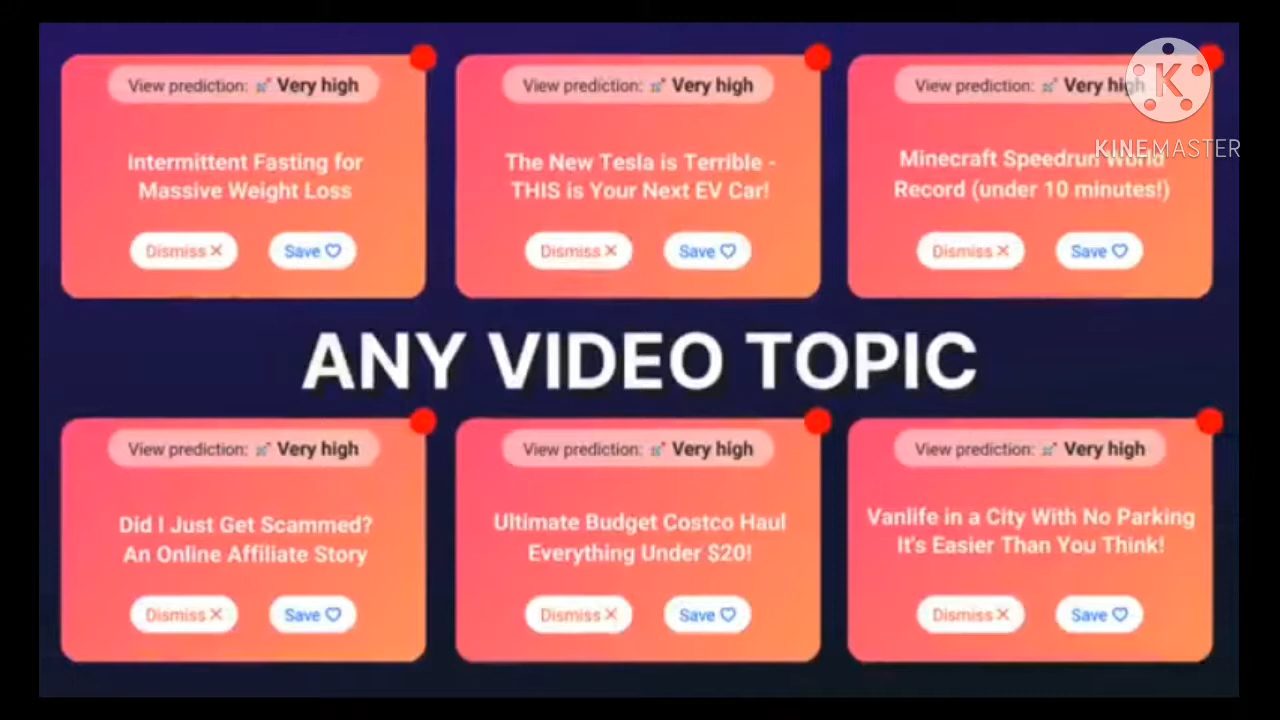 View prediction: Very high
Intermittent Fasting for
Massive Weight Loss
Dismiss Save
View prediction: Very high
The New Tesla is Terrible -
THIS is Your Next EV Car!
Dismiss Save
View prediction: Very high
Minecraft Speedrun World
Record (under 10 minutes!)
Dismiss Save
K
KINEMASTER
ANY VIDEO TOPIC
View prediction: Very high
Did I Just Get Scammed?
An Online Affiliate Story
Dismiss Save
View prediction: Very high
Ultimate Budget Costco Haul
Everything Under $20!
Dismiss Save
View prediction: Very high
Vanlife in a City With No Parking
It's Easier Than You Think!
Dismiss Save